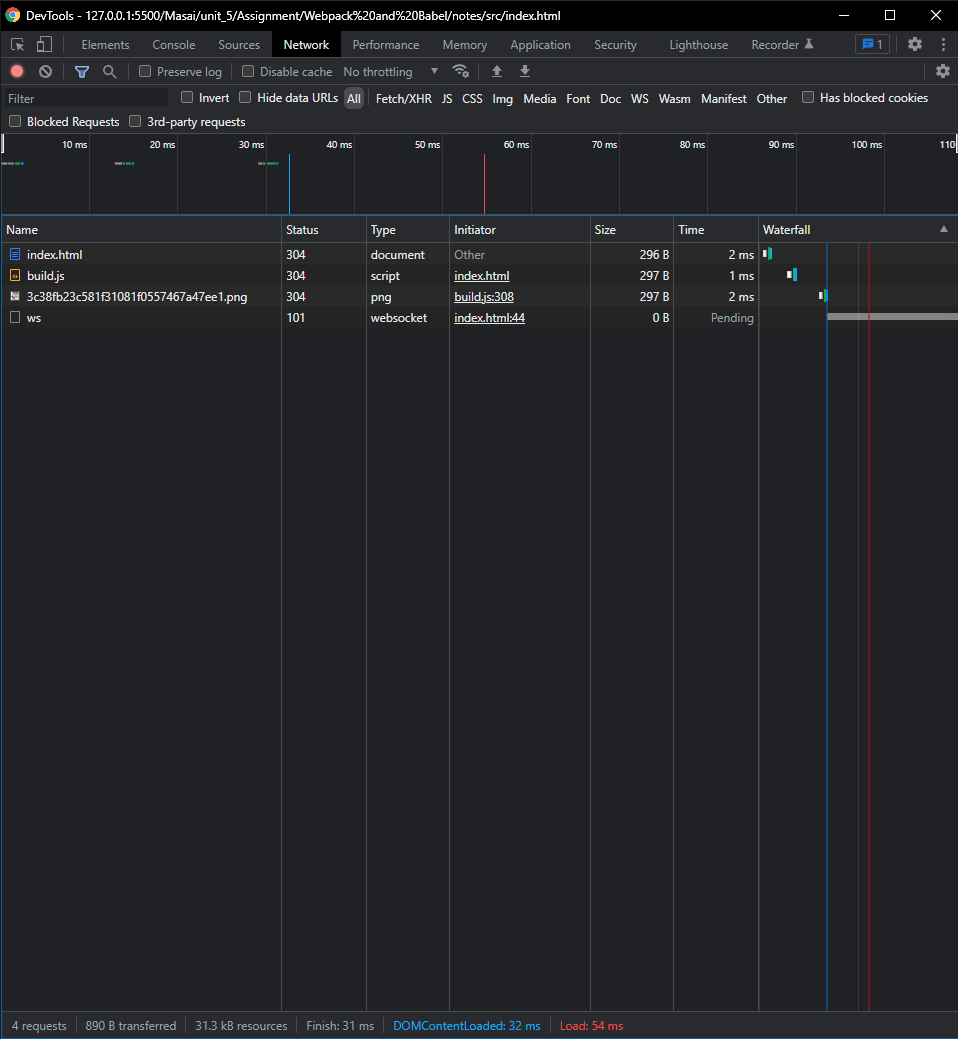 DevTools - 127.0.0.1:5500/Masai/unit_5/Assignment/Webpack%20and%20Babel/notes/src/index.html
Elements Console Sources Network Performance Memory Application Security Lighthouse Recorder 1
Preserve log Disable cache No throttling
Filter Invert Hide data URLs All Fetch/XHR JS CSS Img Media Font Doc WS Wasm Manifest Other Has blocked cookies
Blocked Requests 3rd-party requests
10 ms 20 ms 30 ms 40 ms 50 ms 60 ms 70 ms 80 ms 90 ms 100 ms 110
Name Status Type Initiator Size Time Waterfall
index.html 304 document Other 296 B 2 ms
build.js 304 script index.html 297 B 1 ms
3c38fb23c581f31081f0557467a47ee1.png 304 png build.js:308 297 B 2 ms
ws 101 websocket index.html:44 0 B Pending
4 requests 890 B transferred 31.3 kB resources Finish: 31 ms DOMContentLoaded: 32 ms Load: 54 ms